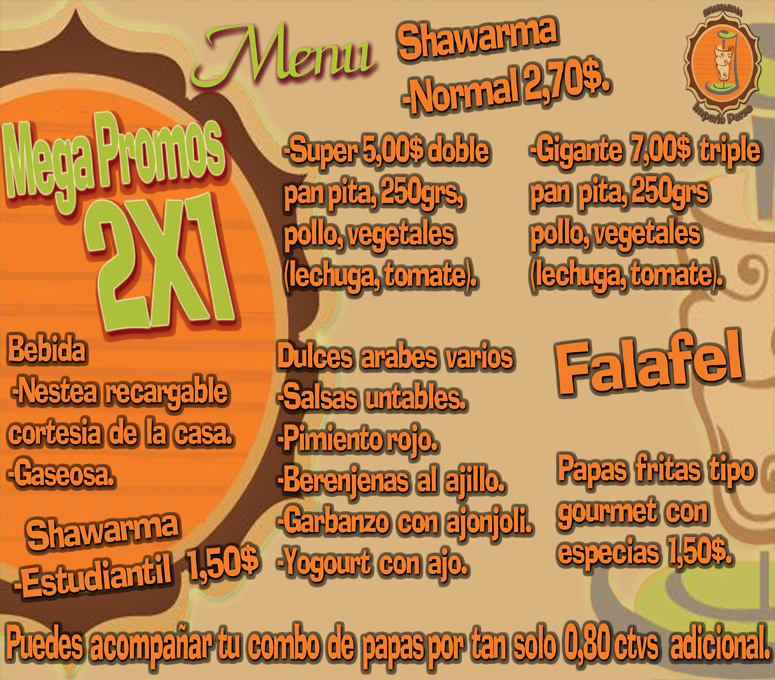 Menu
Shawarma
-Normal 2,70$.
SHAWARMA
Imperio Persa
Mega Promos
2X1
-Super 5,00$ doble
pan pita, 250grs,
pollo, vegetales
(lechuga, tomate).
-Gigante 7,00$ triple
pan pita, 250grs
pollo, vegetales
(lechuga, tomate).
Bebida
-Nestea recargable
cortesia de la casa.
-Gaseosa.
Shawarma
-Estudiantil 1,50$
Dulces arabes varios
-Salsas untables.
-Pimiento rojo.
-Berenjenas al ajillo.
-Garbanzo con ajonjoli.
-Yogourt con ajo.
Falafel
Papas fritas tipo
gourmet con
especias 1,50$.
Puedes acompañar tu combo de papas por tan solo 0,80 ctvs adicional.